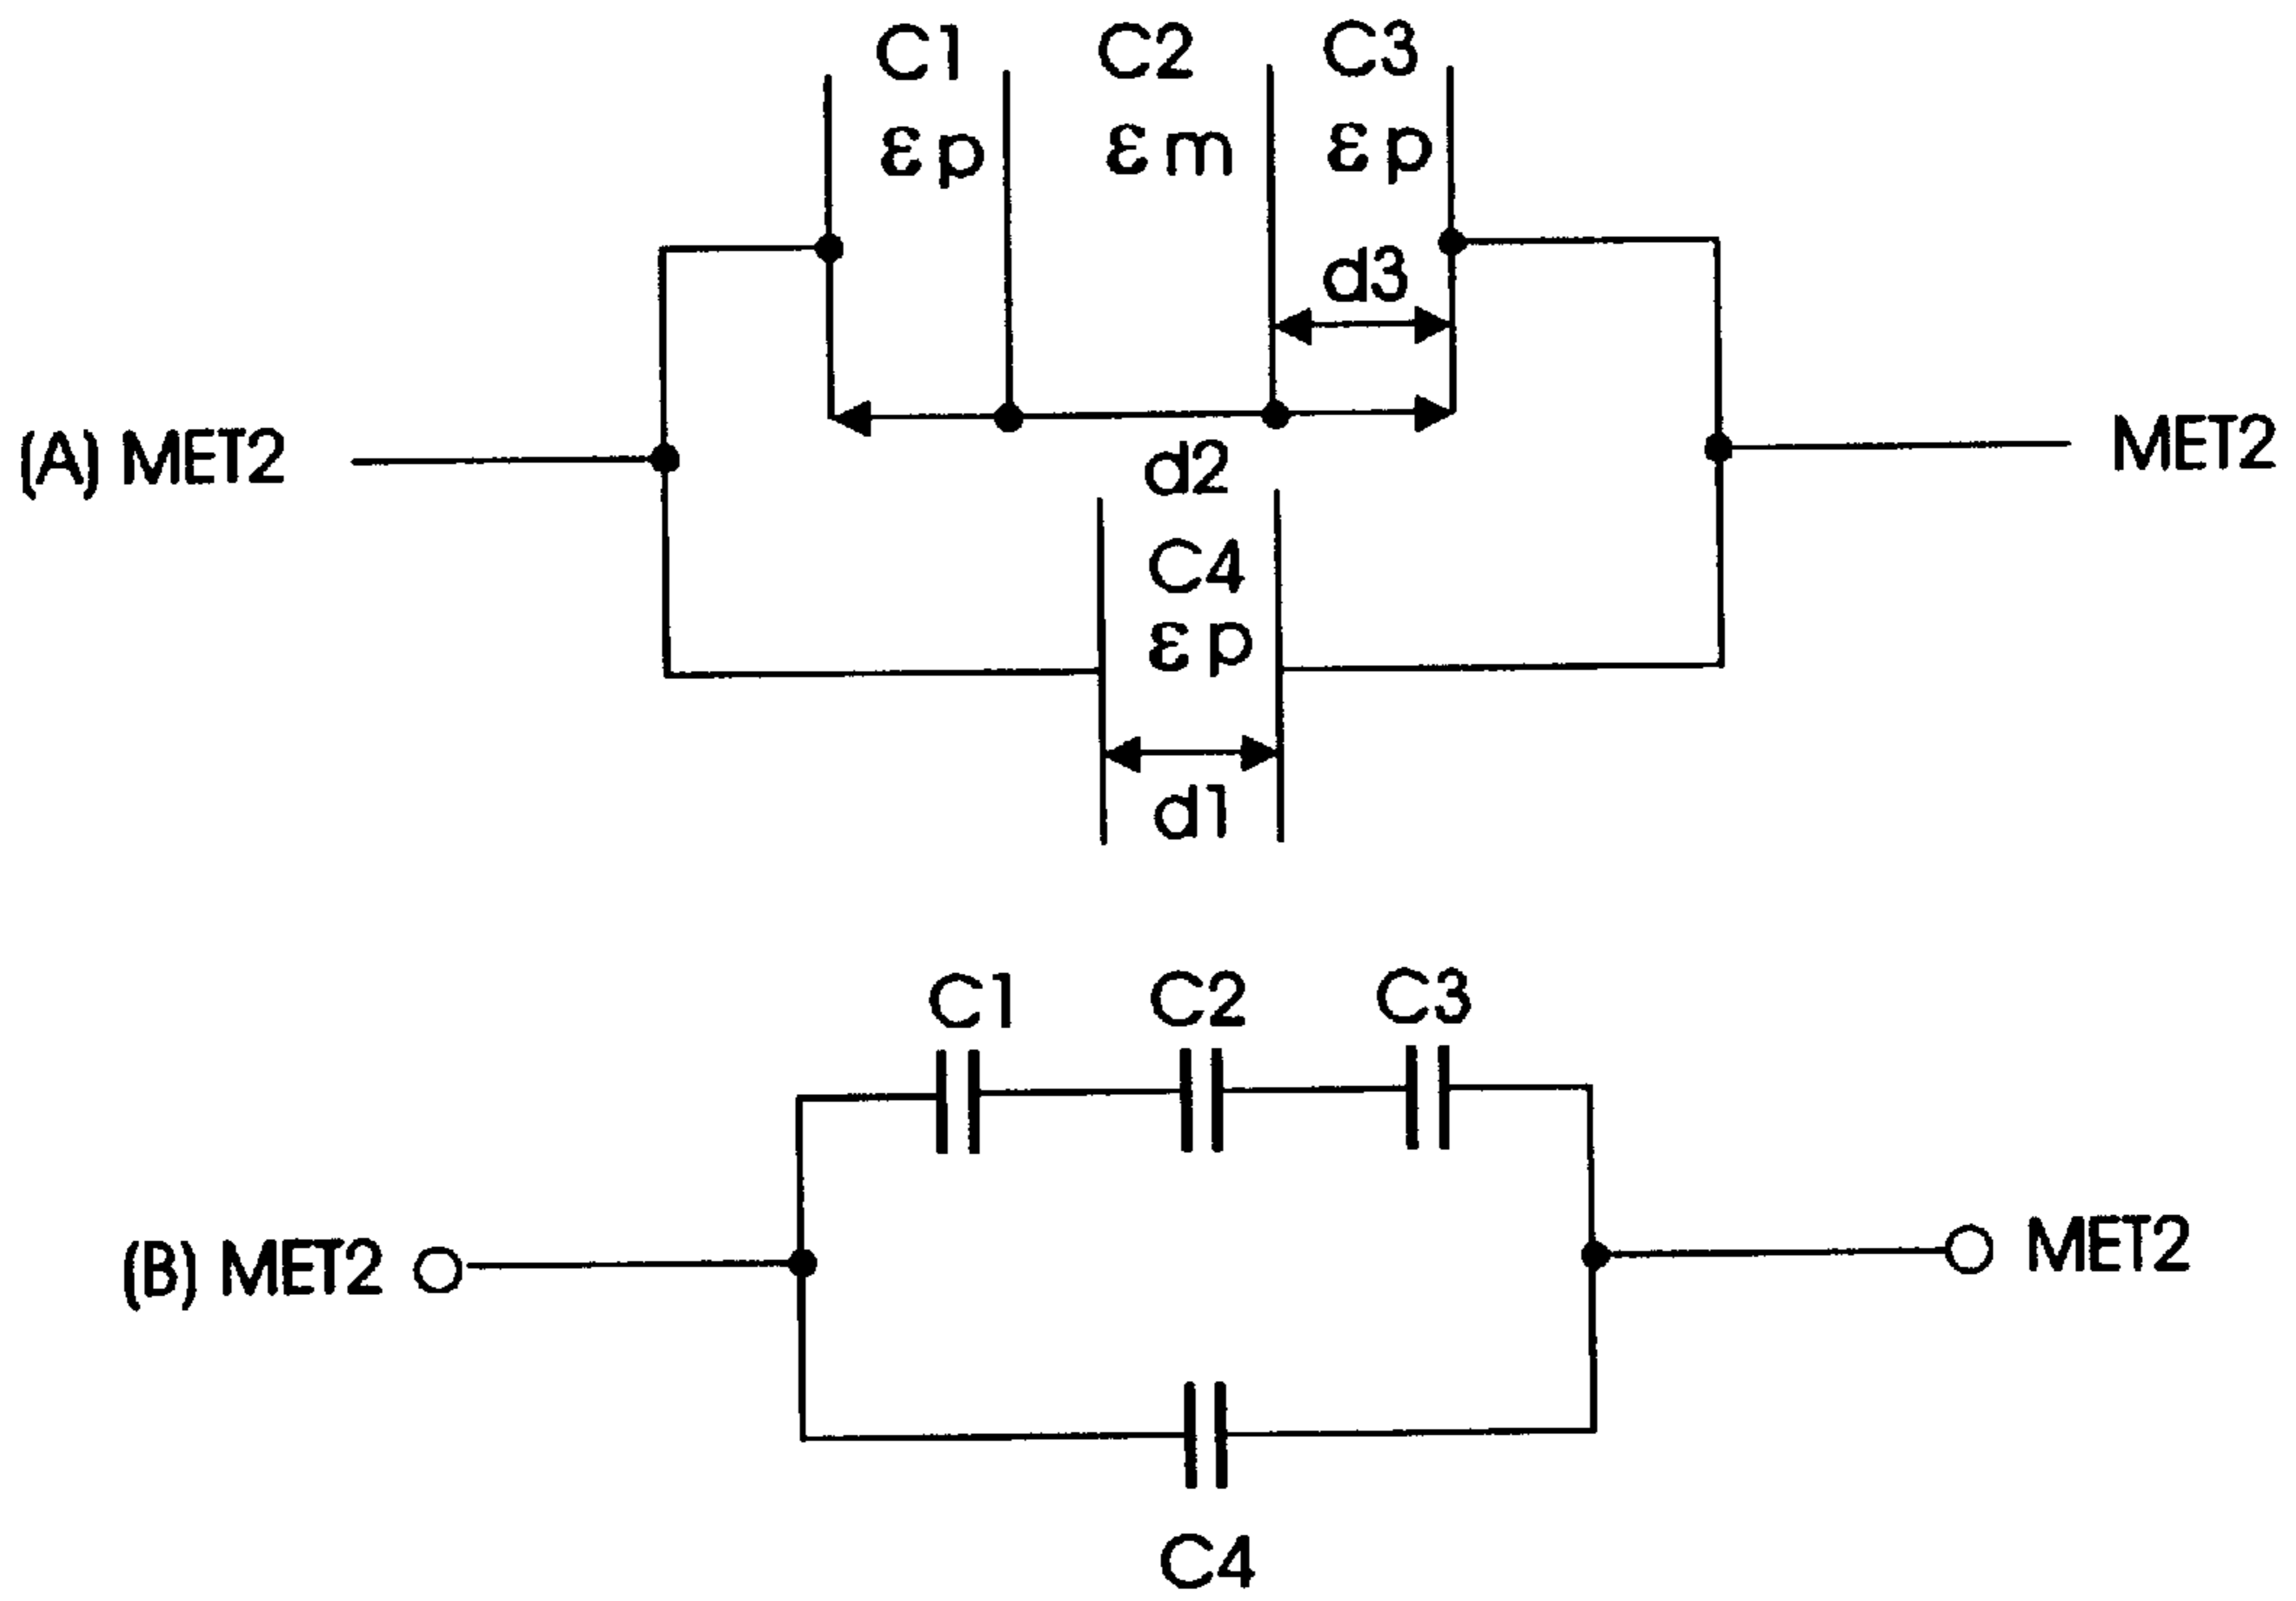 C1 C2 C3
εp εm εp
d3
(A) MET2 MET2
d2
C4
εp
d1
C1 C2 C3
(B) MET2 MET2
C4